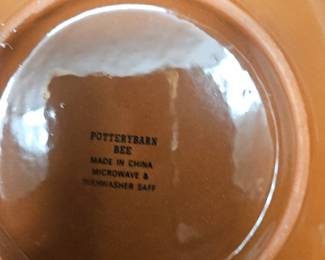 POTTERYBARN
BEE
MADE IN CHINA
MICROWAVE &
DISHWASHER SAFE